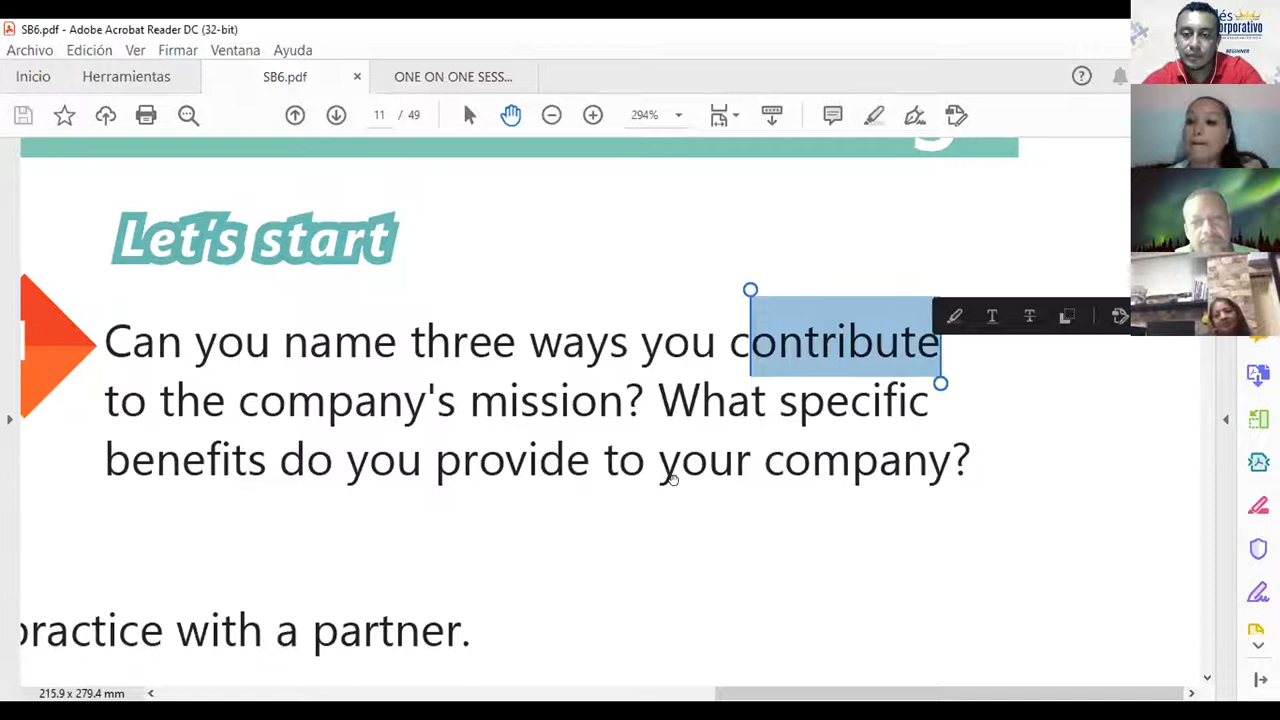 SB6.pdf - Adobe Acrobat Reader DC (32-bit)
Archivo Edición Ver Firmar Ventana Ayuda
Inicio Herramientas SB6.pdf ONE ON ONE SESS...
11 / 49 294%
Let's start
Can you name three ways you contribute
to the company's mission? What specific
benefits do you provide to your company?
practice with a partner.
215.9 x 279.4 mm
BEGINNER